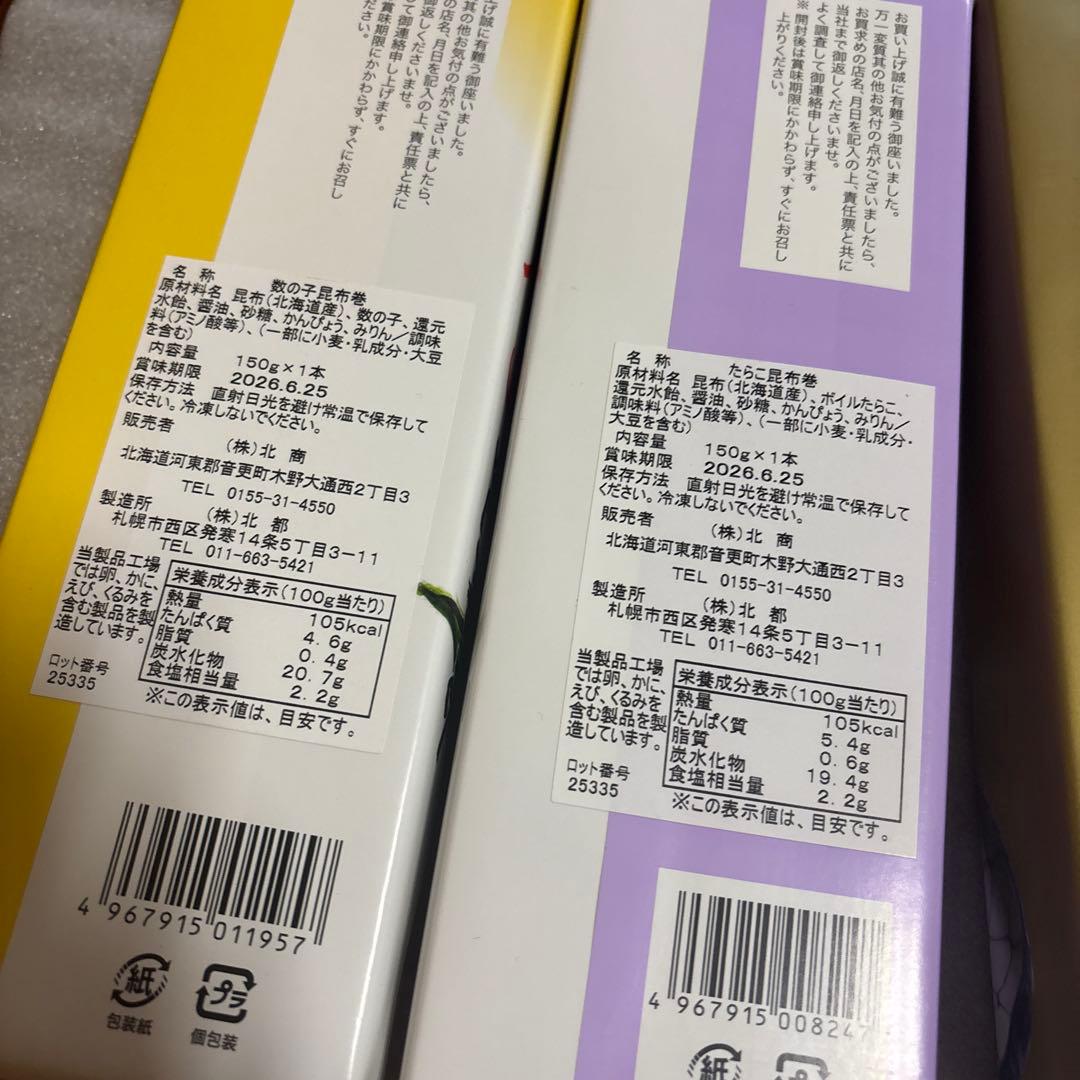 上げ誠に有難う御座いました。
其の他お気付の点がございましたら、
の店名、月日を記入の上、責任票と共に
御返しくださいませ。
て御連絡申し上げます。
賞味期限にかかわらず、すぐにお召し
ださい。
名 称 数の子昆布巻
原材料名 昆布(北海道産)、数の子、還元
水飴、醤油、砂糖、かんぴょう、みりん/調味
料(アミノ酸等)、(一部に小麦・乳成分・大豆
を含む)
内容量 150g×1本
賞味期限 2026.6.25
保存方法 直射日光を避け常温で保存して
ください。冷凍しないでください。
販売者 (株)北 商
北海道河東郡音更町木野大通西2丁目3
TEL 0155-31-4550
製造所 (株)北 都
札幌市西区発寒14条5丁目3-11
TEL 011-663-5421
当製品工場
では卵、かに、
えび、くるみを
含む製品を製
造しています。
ロット番号
25335
栄養成分表示(100g当たり)
熱量 105kcal
たんぱく質 4.6g
脂質 0.4g
炭水化物 20.7g
食塩相当量 2.2g
※この表示値は、目安です。
4 967915 011957
紙
包装紙
プラ
個包装
お買い上げ誠に有難う御座いました。
万一変質其の他お気付の点がございましたら、
お買求めの店名、月日を記入の上、責任票と共に
当社まで御返しくださいませ。
よく調査して御連絡申し上げます。
※開封後は賞味期限にかかわらず、すぐにお召し
上がりください。
名 称 たらこ昆布巻
原材料名 昆布(北海道産)、ボイルたらこ、
還元水飴、醤油、砂糖、かんぴょう、みりん/
調味料(アミノ酸等)、(一部に小麦・乳成分・
大豆を含む)
内容量 150g×1本
賞味期限 2026.6.25
保存方法 直射日光を避け常温で保存して
ください。冷凍しないでください。
販売者 (株)北 商
北海道河東郡音更町木野大通西2丁目3
TEL 0155-31-4550
製造所 (株)北 都
札幌市西区発寒14条5丁目3-11
TEL 011-663-5421
当製品工場
では卵、かに、
えび、くるみを
含む製品を製
造しています。
ロット番号
25335
栄養成分表示(100g当たり)
熱量 105kcal
たんぱく質 5.4g
脂質 0.6g
炭水化物 19.4g
食塩相当量 2.2g
※この表示値は、目安です。
4 967915 008247
紙
プラ